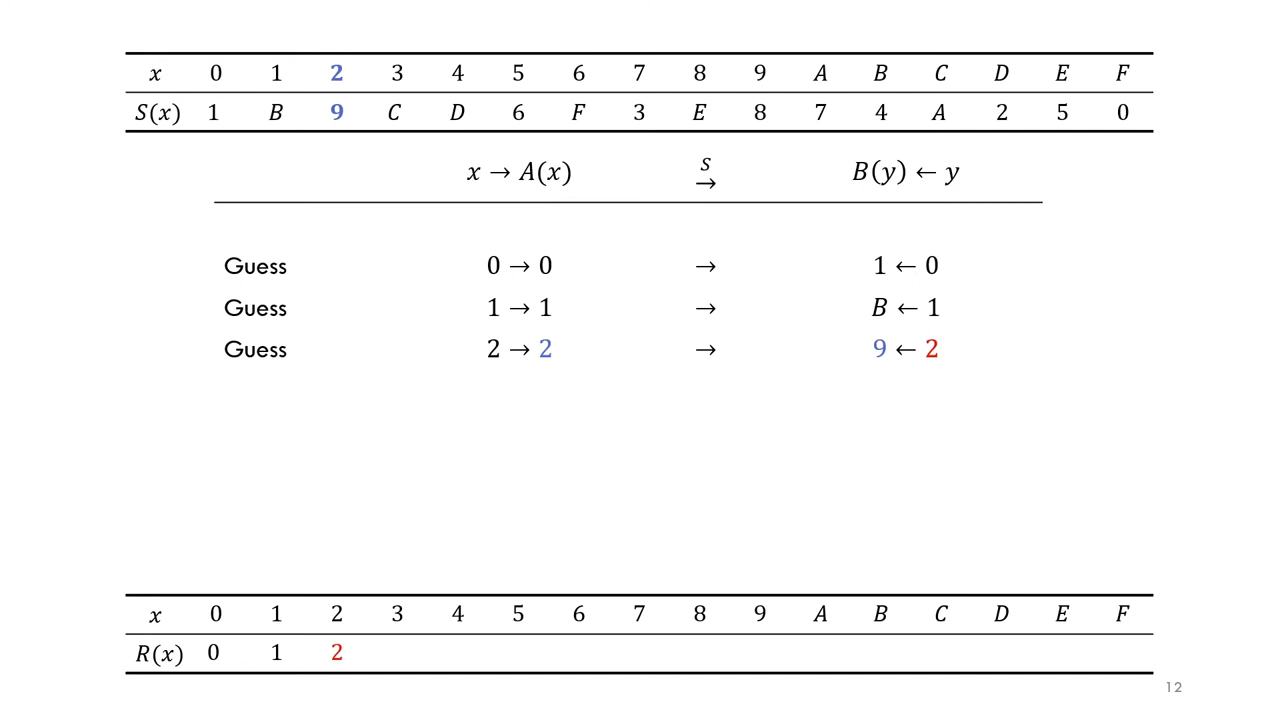 x 0 1 2 3 4 5 6 7 8 9 A B C D E F
S(x) 1 B 9 C D 6 F 3 E 8 7 4 A 2 5 0
x → A(x) S→ B(y) ← y
Guess 0 → 0 → 1 ← 0
Guess 1 → 1 → B ← 1
Guess 2 → 2 → 9 ← 2
x 0 1 2 3 4 5 6 7 8 9 A B C D E F
R(x) 0 1 2
12